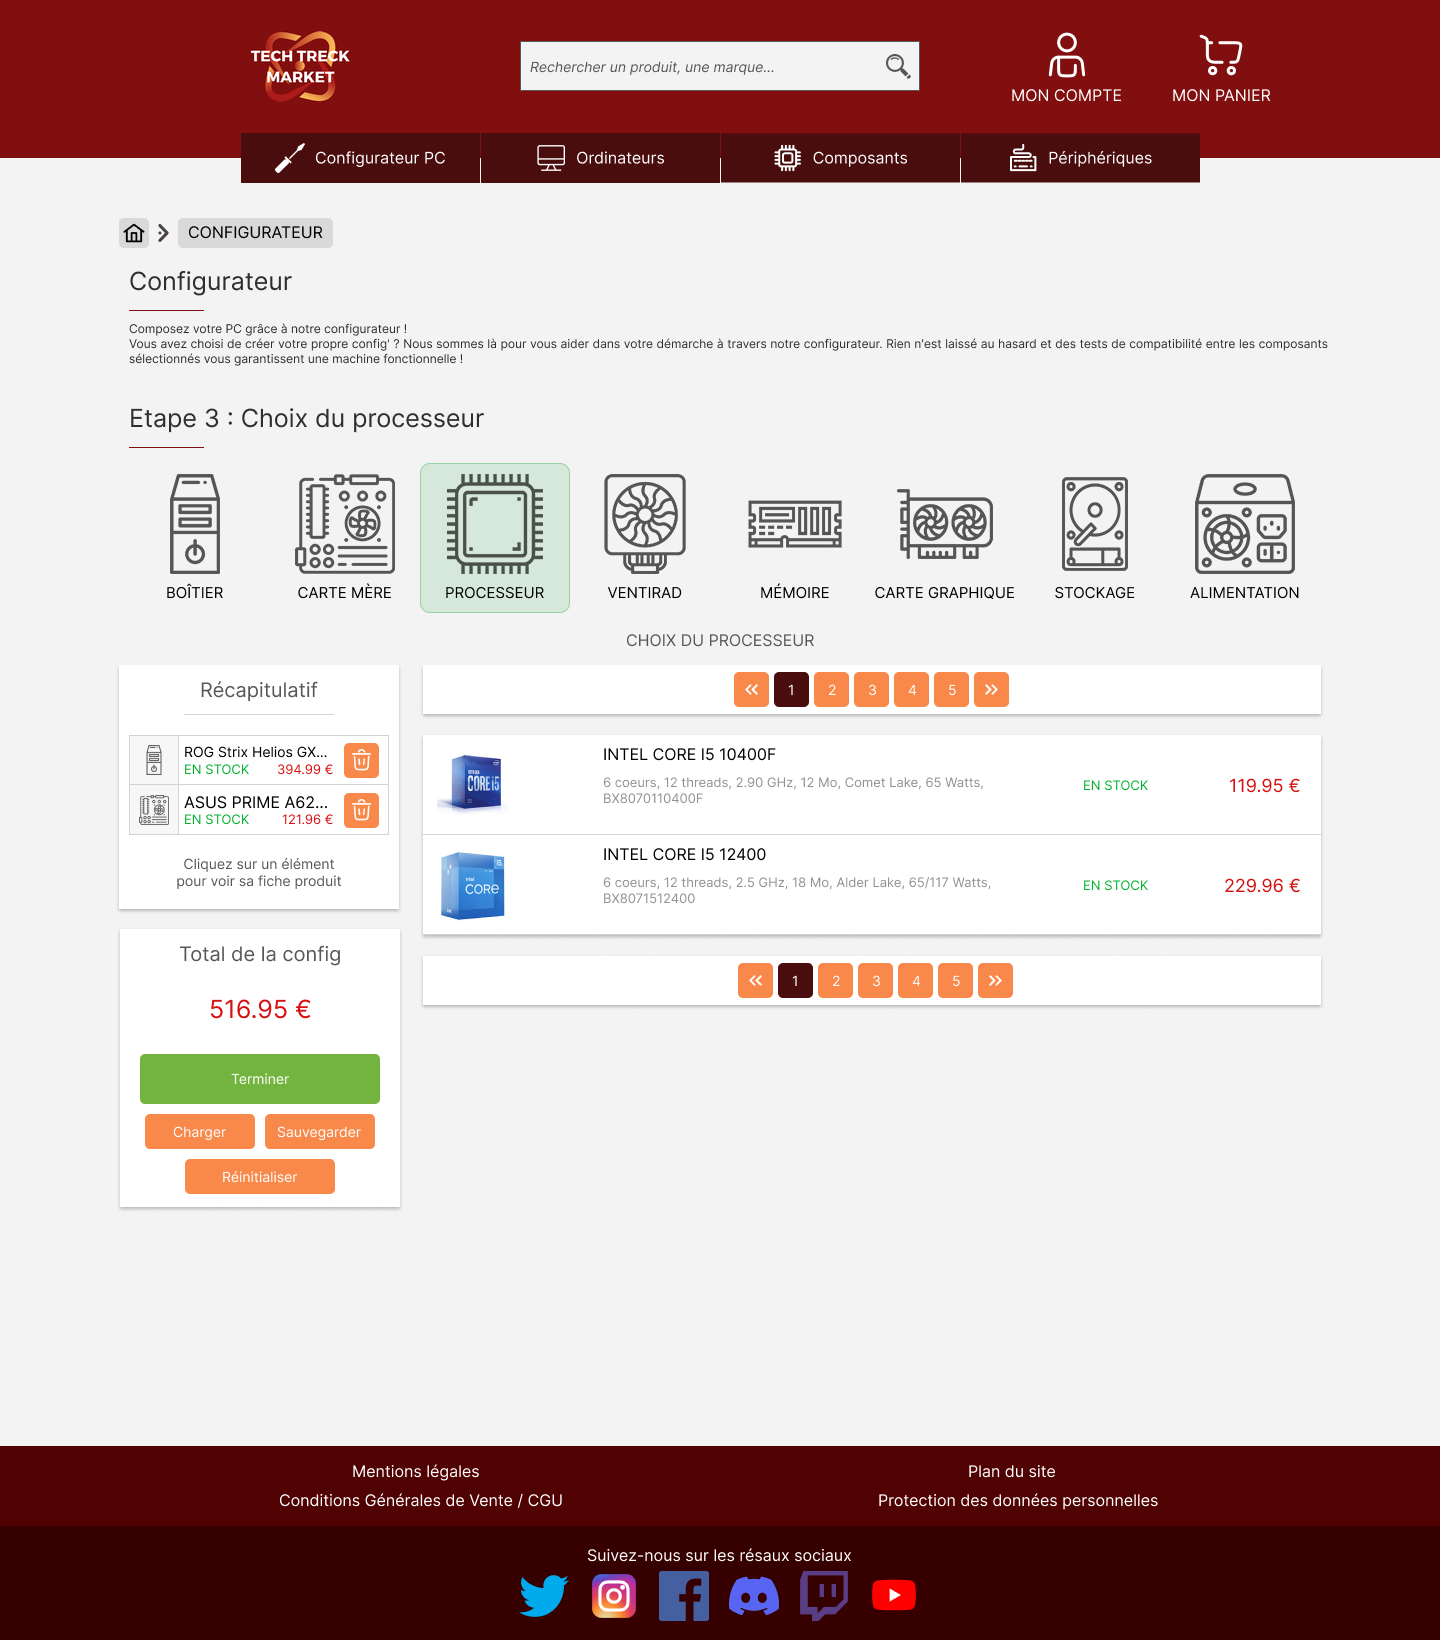 TECH TRECK
MARKET
Rechercher un produit, une marque...
MON COMPTE
MON PANIER
Configurateur PC
Ordinateurs
Composants
Périphériques
CONFIGURATEUR
Configurateur
Composez votre PC grâce à notre configurateur !
Vous avez choisi de créer votre propre config' ? Nous sommes là pour vous aider dans votre démarche à travers notre configurateur. Rien n'est laissé au hasard et des tests de compatibilité entre les composants
sélectionnés vous garantissent une machine fonctionnelle !
Etape 3 : Choix du processeur
BOÎTIER
CARTE MÈRE
PROCESSEUR
VENTIRAD
MÉMOIRE
CARTE GRAPHIQUE
STOCKAGE
ALIMENTATION
CHOIX DU PROCESSEUR
Récapitulatif
ROG Strix Helios GX...
EN STOCK 394.99 €
ASUS PRIME A62...
EN STOCK 121.96 €
Cliquez sur un élément
pour voir sa fiche produit
Total de la config
516.95 €
Terminer
Charger
Sauvegarder
Réinitialiser
1 2 3 4 5
CORE i5
INTEL CORE I5 10400F
6 coeurs, 12 threads, 2.90 GHz, 12 Mo, Comet Lake, 65 Watts,
BX8070110400F
EN STOCK
119.95 €
i5
intel
CORE
INTEL CORE I5 12400
6 coeurs, 12 threads, 2.5 GHz, 18 Mo, Alder Lake, 65/117 Watts,
BX8071512400
EN STOCK
229.96 €
1 2 3 4 5
Mentions légales
Plan du site
Conditions Générales de Vente / CGU
Protection des données personnelles
Suivez-nous sur les résaux sociaux